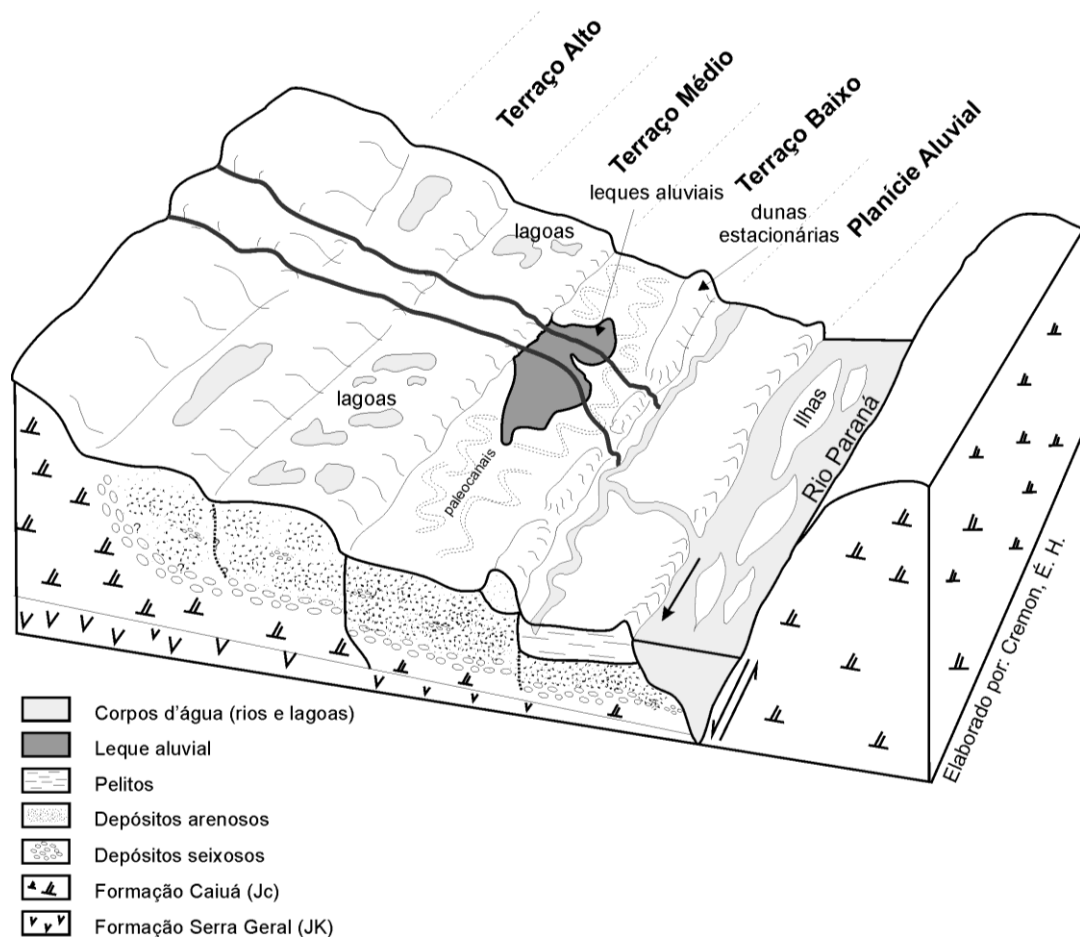 Terraço Alto
Terraço Médio
Terraço Baixo
Planície Aluvial
leques aluviais
dunas
estacionárias
lagoas
lagoas
paleocanais
Ilhas
Rio Paraná
? ?
?
Elaborado por: Cremon, É. H.
Corpos d'água (rios e lagoas)
Leque aluvial
Pelitos
Depósitos arenosos
Depósitos seixosos
Formação Caiuá (Jc)
Formação Serra Geral (JK)